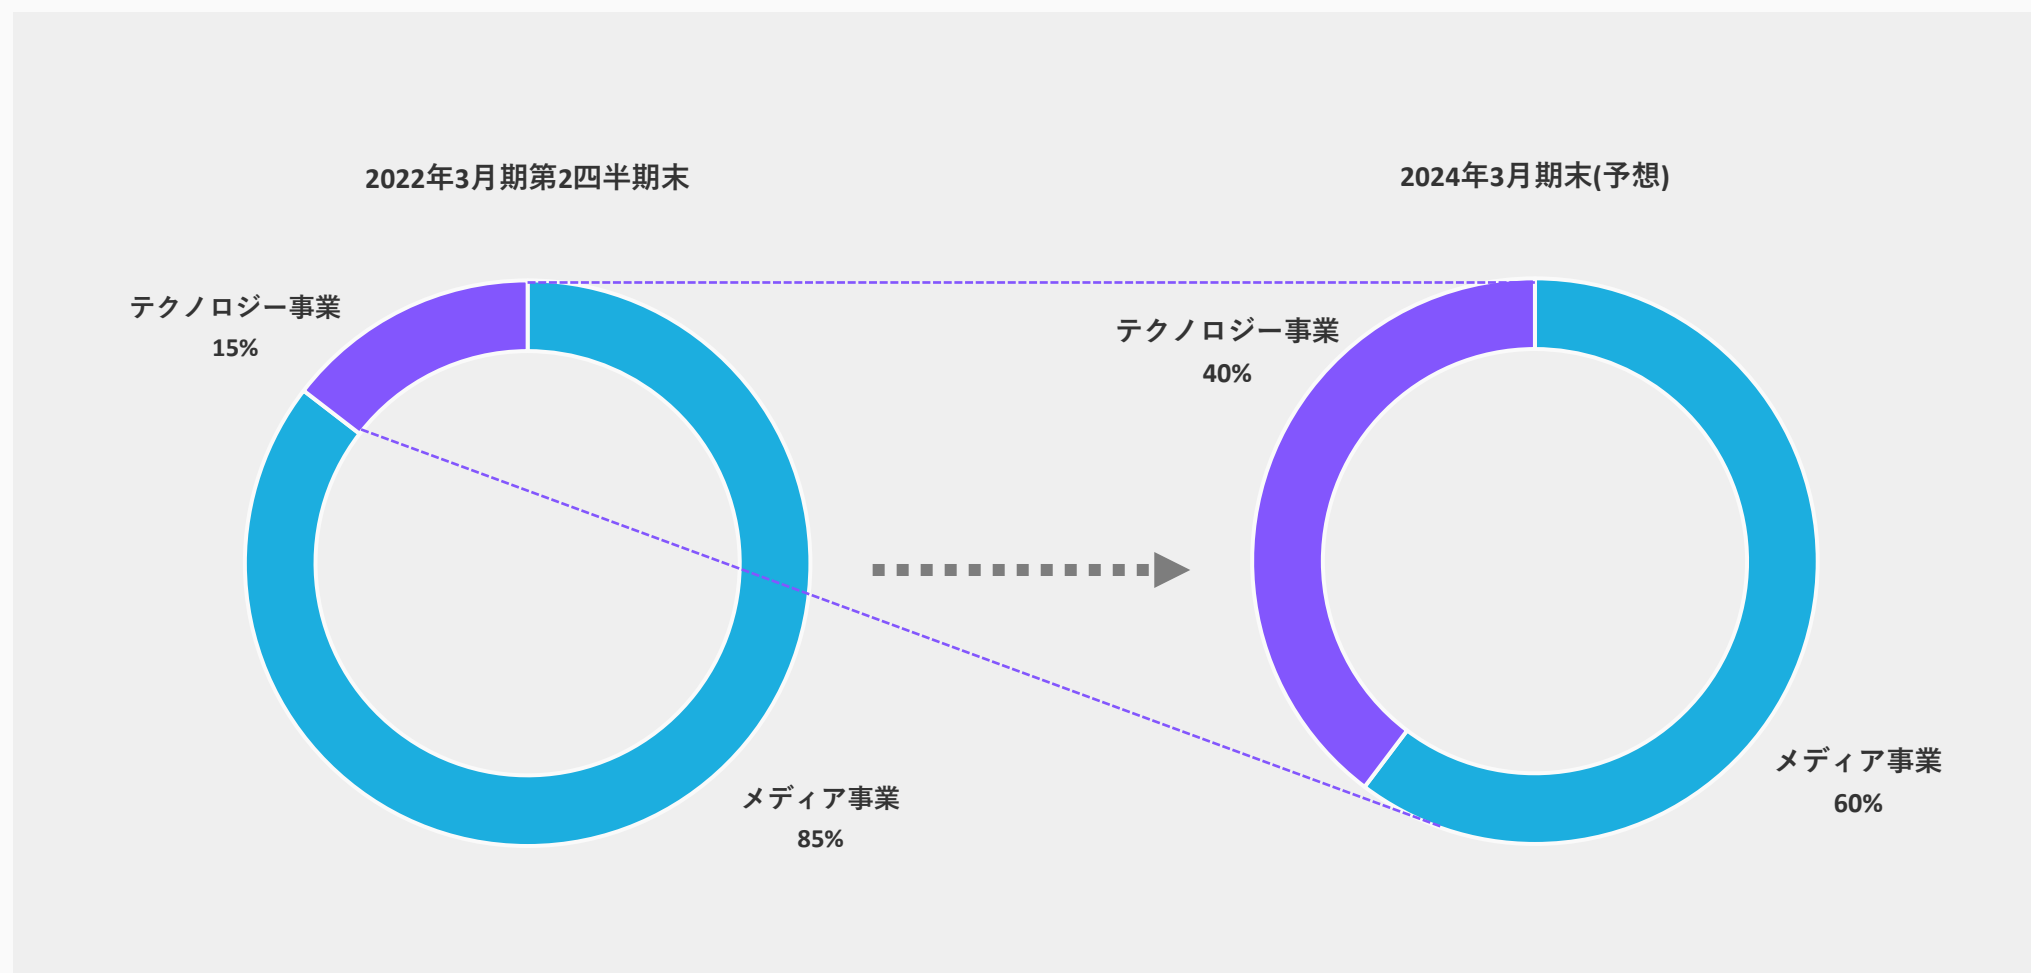 2022年3月期第2四半期末
テクノロジー事業
15%
メディア事業
85%
2024年3月期末(予想)
テクノロジー事業
40%
メディア事業
60%